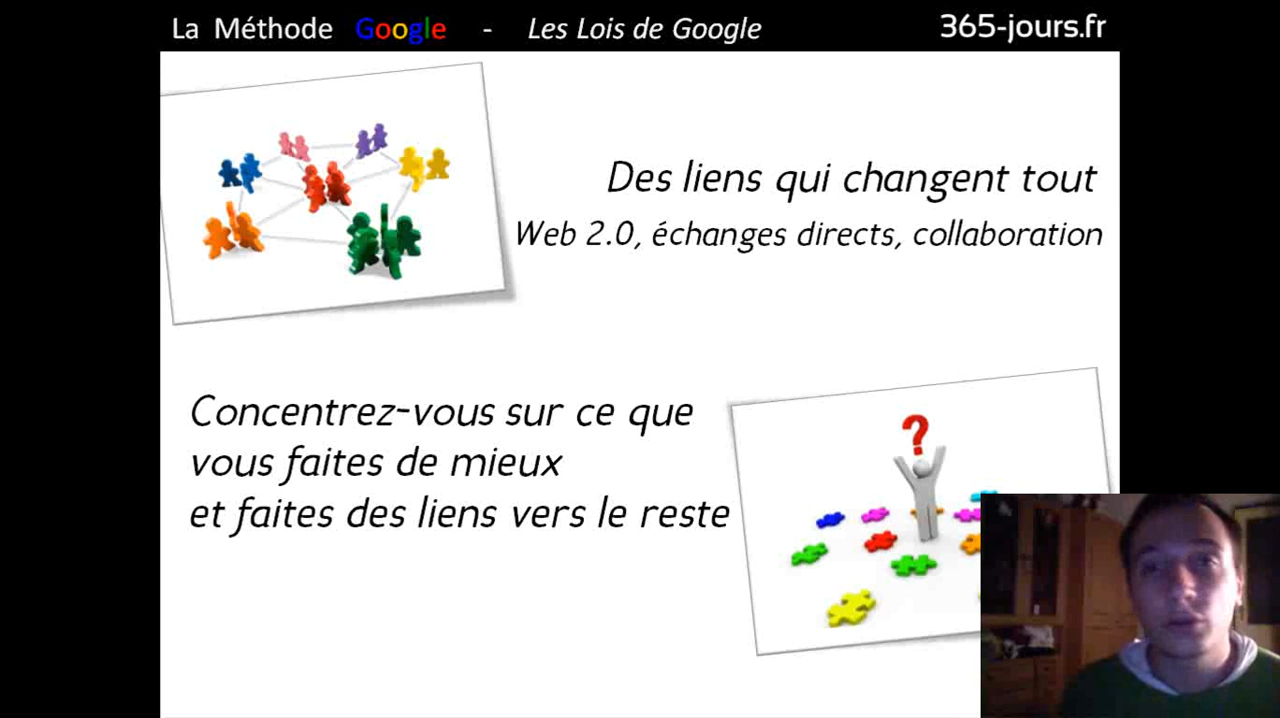 La Méthode Google - Les Lois de Google 365-jours.fr
Des liens qui changent tout
Web 2.0, échanges directs, collaboration
Concentrez-vous sur ce que
vous faites de mieux
et faites des liens vers le reste
?